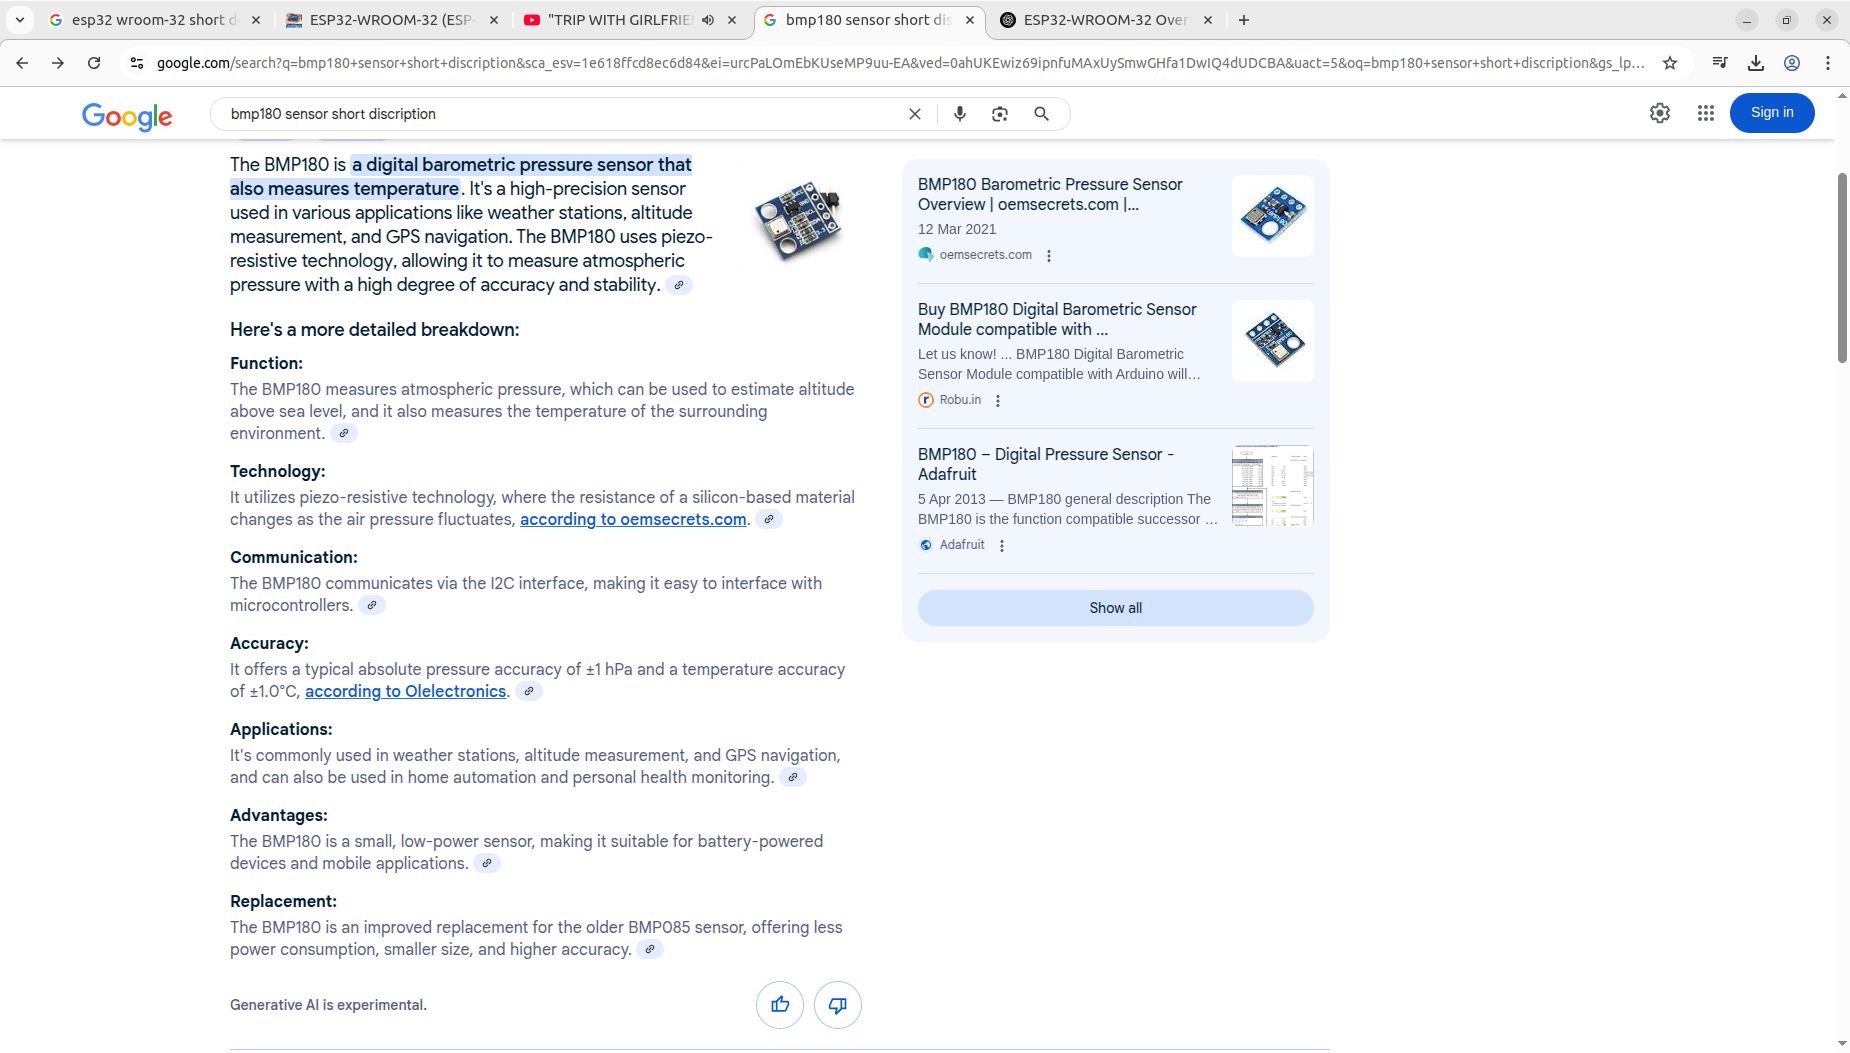 esp32 wroom-32 short d
ESP32-WROOM-32 (ESP-
"TRIP WITH GIRLFRIE
bmp180 sensor short dis
ESP32-WROOM-32 Over
google.com/search?q=bmp180+sensor+short+discription&sca_esv=1e618ffcd8ec6d84&ei=urcPaLOmEbKUseMP9uu-EA&ved=0ahUKEwiz69ipnfuMAxUySmwGHfa1DwIQ4dUDCBA&uact=5&oq=bmp180+sensor+short+discription&gs_lp...
Google
bmp180 sensor short discription
Sign in
The BMP180 is a digital barometric pressure sensor that
also measures temperature. It's a high-precision sensor
used in various applications like weather stations, altitude
measurement, and GPS navigation. The BMP180 uses piezo-
resistive technology, allowing it to measure atmospheric
pressure with a high degree of accuracy and stability.
Here's a more detailed breakdown:
Function:
The BMP180 measures atmospheric pressure, which can be used to estimate altitude
above sea level, and it also measures the temperature of the surrounding
environment.
Technology:
It utilizes piezo-resistive technology, where the resistance of a silicon-based material
changes as the air pressure fluctuates, according to oemsecrets.com.
Communication:
The BMP180 communicates via the I2C interface, making it easy to interface with
microcontrollers.
Accuracy:
It offers a typical absolute pressure accuracy of ±1 hPa and a temperature accuracy
of ±1.0°C, according to Olelectronics.
Applications:
It's commonly used in weather stations, altitude measurement, and GPS navigation,
and can also be used in home automation and personal health monitoring.
Advantages:
The BMP180 is a small, low-power sensor, making it suitable for battery-powered
devices and mobile applications.
Replacement:
The BMP180 is an improved replacement for the older BMP085 sensor, offering less
power consumption, smaller size, and higher accuracy.
Generative AI is experimental.
BMP180 Barometric Pressure Sensor
Overview | oemsecrets.com |...
12 Mar 2021
oemsecrets.com
Buy BMP180 Digital Barometric Sensor
Module compatible with ...
Let us know! ... BMP180 Digital Barometric
Sensor Module compatible with Arduino will...
Robu.in
BMP180 – Digital Pressure Sensor -
Adafruit
5 Apr 2013 — BMP180 general description The
BMP180 is the function compatible successor ...
Adafruit
Show all